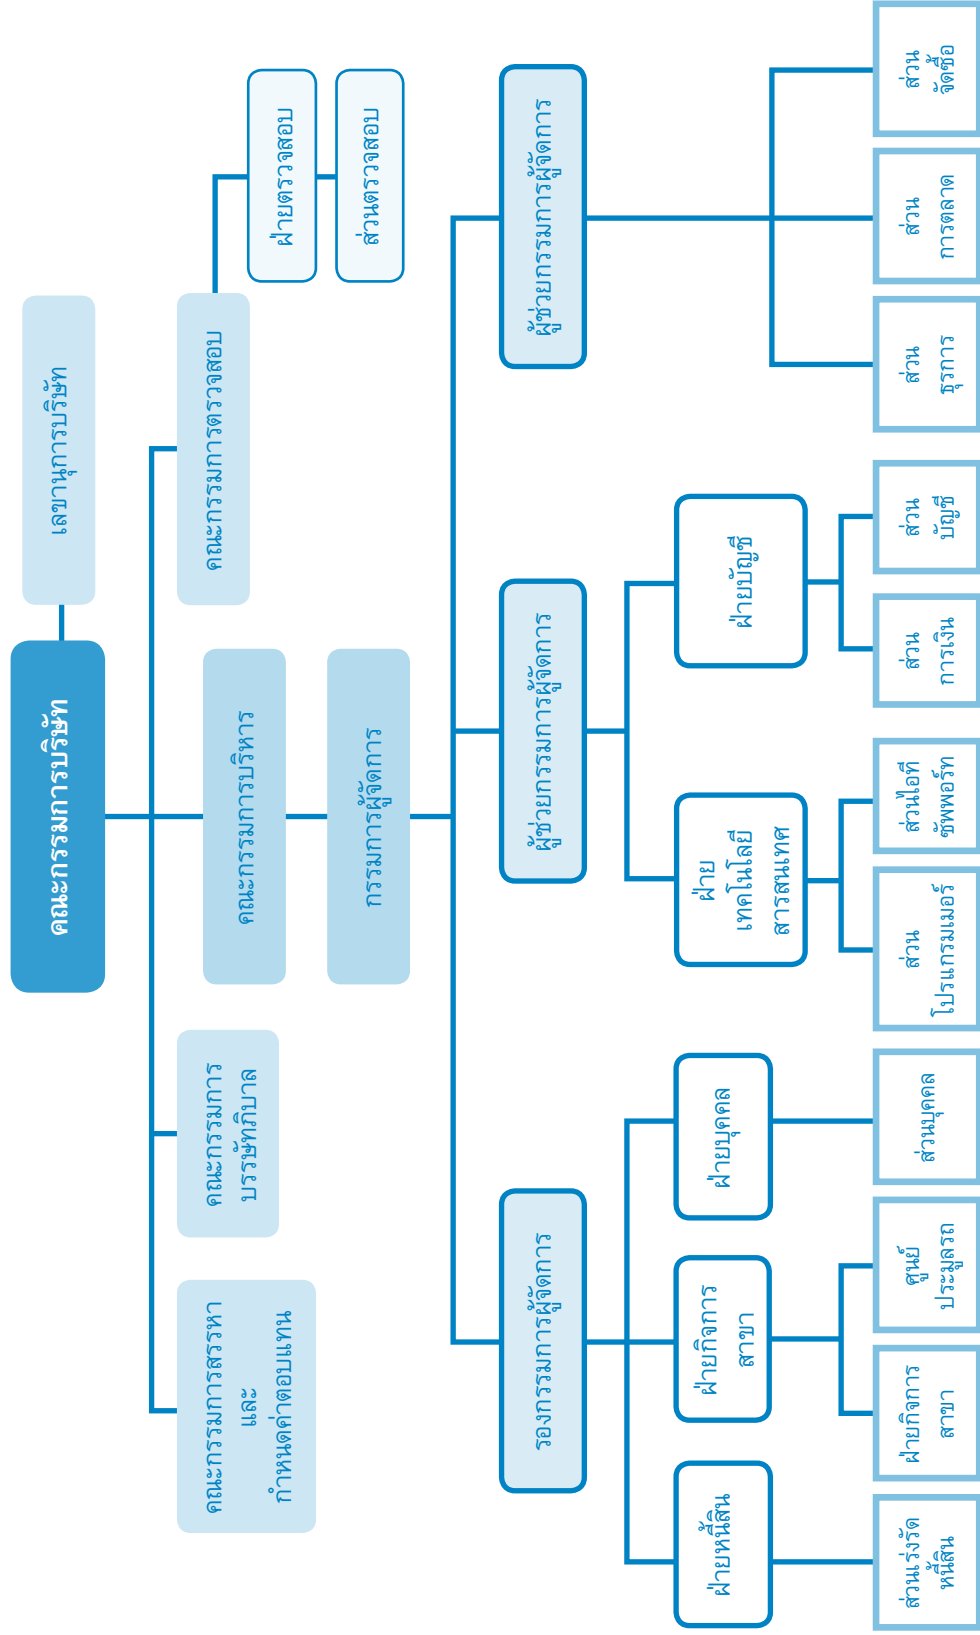 คณะกรรมการบริษัท
เลขานุการบริษัท
คณะกรรมการสรรหา
และ
กำหนดค่าตอบแทน
คณะกรรมการ
บรรษัทภิบาล
คณะกรรมการบริหาร
คณะกรรมการตรวจสอบ
ฝ่ายตรวจสอบ
ส่วนตรวจสอบ
กรรมการผู้จัดการ
รองกรรมการผู้จัดการ
ผู้ช่วยกรรมการผู้จัดการ
ผู้ช่วยกรรมการผู้จัดการ
ฝ่ายหนี้สิน
ฝ่ายกิจการ
สาขา
ฝ่ายบุคคล
ฝ่าย
เทคโนโลยี
สารสนเทศ
ฝ่ายบัญชี
ส่วนเร่งรัด
หนี้สิน
ฝ่ายกิจการ
สาขา
ศูนย์
ประมูลรถ
ส่วนบุคคล
ส่วน
โปรแกรมเมอร์
ส่วนไอที
ซัพพอร์ท
ส่วน
การเงิน
ส่วน
บัญชี
ส่วน
ธุรการ
ส่วน
การตลาด
ส่วน
จัดซื้อ